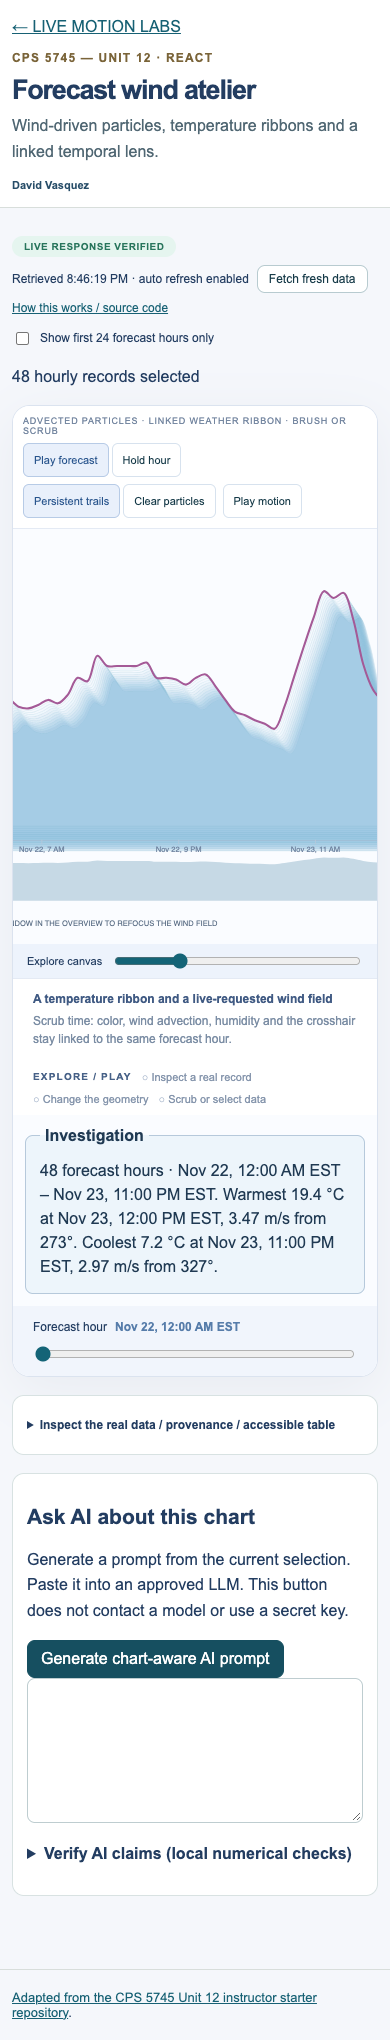 ← LIVE MOTION LABS
CPS 5745 — UNIT 12 · REACT
Forecast wind atelier
Wind-driven particles, temperature ribbons and a
linked temporal lens.
David Vasquez
LIVE RESPONSE VERIFIED
Retrieved 8:46:19 PM · auto refresh enabled
Fetch fresh data
How this works / source code
Show first 24 forecast hours only
48 hourly records selected
ADVECTED PARTICLES · LINKED WEATHER RIBBON · BRUSH OR
SCRUB
Play forecast
Hold hour
Persistent trails
Clear particles
Play motion
Nov 22, 7 AM
Nov 22, 9 PM
Nov 23, 11 AM
IDOW IN THE OVERVIEW TO REFOCUS THE WIND FIELD
Explore canvas
A temperature ribbon and a live-requested wind field
Scrub time: color, wind advection, humidity and the crosshair
stay linked to the same forecast hour.
EXPLORE / PLAY ○ Inspect a real record
○ Change the geometry ○ Scrub or select data
Investigation
48 forecast hours · Nov 22, 12:00 AM EST
– Nov 23, 11:00 PM EST. Warmest 19.4 °C
at Nov 23, 12:00 PM EST, 3.47 m/s from
273°. Coolest 7.2 °C at Nov 23, 11:00 PM
EST, 2.97 m/s from 327°.
Forecast hour Nov 22, 12:00 AM EST
▶ Inspect the real data / provenance / accessible table
Ask AI about this chart
Generate a prompt from the current selection.
Paste it into an approved LLM. This button
does not contact a model or use a secret key.
Generate chart-aware AI prompt
▶ Verify AI claims (local numerical checks)
Adapted from the CPS 5745 Unit 12 instructor starter
repository.